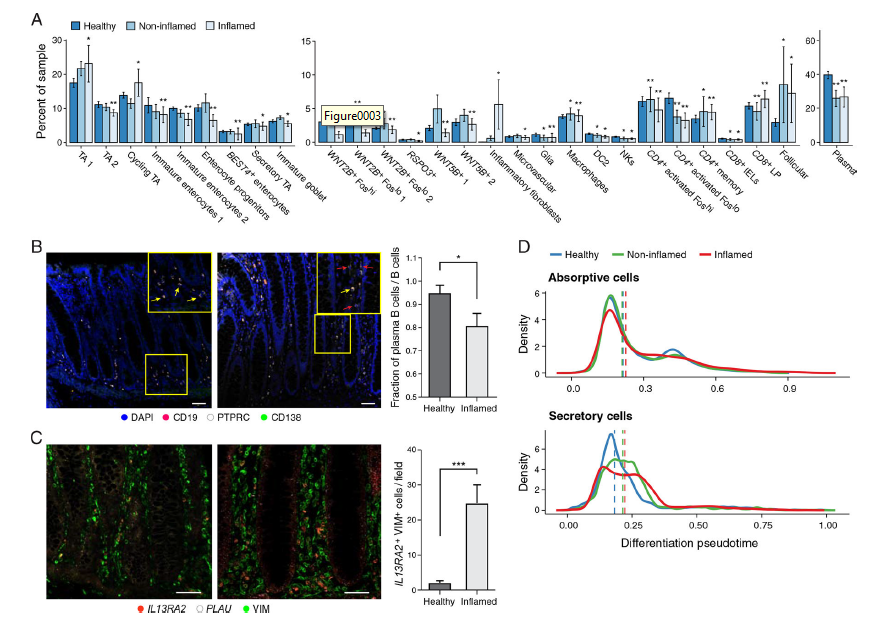 A
Healthy Non-inflamed Inflamed
Percent of sample
30
20
10
0
15
10
5
0
60
40
20
0
* * * ** ** ** ** ** * *
** ** * ** * * * * * * ** * * * * ** ** ** ** * ** * * ** ** * * ** **
Figure0003
TA 1
TA 2
Cycling TA
Immature enterocytes 1
Immature enterocytes 2
Enterocyte progenitors
BEST4+ enterocytes
Secretory TA
Immature goblet
WNT2B+ Fos hi
WNT2B+ Fos lo 1
WNT2B+ Fos lo 2
RSPO3+
WNT5B+ 1
WNT5B+ 2
Inflammatory fibroblasts
Microvascular
Glia
Macrophages
DC2
NKs
CD4+ activated Fos hi
CD4+ activated Fos lo
CD4+ memory
CD8+ IELs
CD8+ LP
Follicular
Plasma
B
DAPI CD19 PTPRC CD138
Fraction of plasma B cells / B cells
1.1
1.0
0.9
0.8
0.7
0.6
0.5
*
Healthy Inflamed
C
IL13RA2 PLAU VIM
IL13RA2+ VIM+ cells / field
40
30
20
10
0
***
Healthy Inflamed
D
Healthy Non-inflamed Inflamed
Absorptive cells
Density
6
4
2
0
0.0 0.3 0.6 0.9
Secretory cells
Density
6
4
2
0
0.00 0.25 0.50 0.75 1.00
Differentiation pseudotime